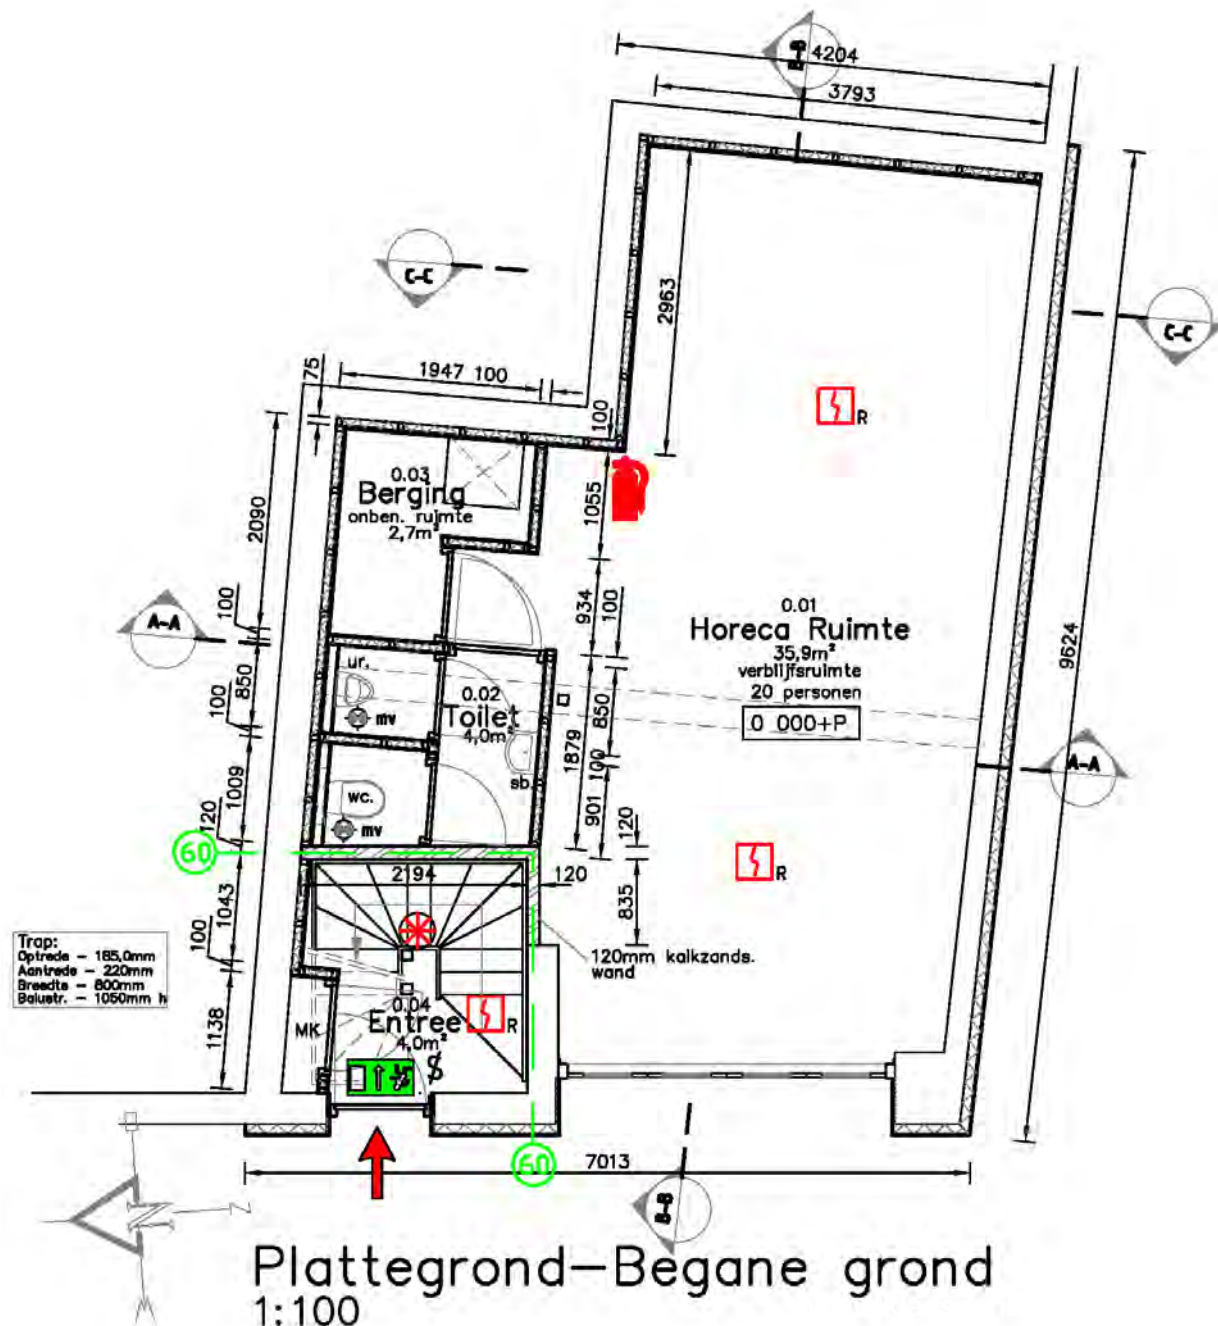 B-B
4204
3793
C-C
2963
C-C
75
1947 100
100
R
0.03
Berging
onben. ruimte
2,7m²
1055
2090
100
A-A
934
100
0.01
Horeca Ruimte
35,9m²
verblijfsruimte
20 personen
0 000+P
9624
ur.
mv
0.02
Toilet
4,0m²
sb.
850
100
850
1879
100
901
A-A
1009
wc.
mv
120
60
120
2194
120
835
R
1043
100
120mm kalkzands.
wand
Trap:
Optrede - 185,0mm
Aantrede - 220mm
Breedte - 800mm
Balustr. - 1050mm h
1138
MK
0.04
Entree
4,0m²
R
60
7013
B-B
N
Plattegrond-Begane grond
1:100